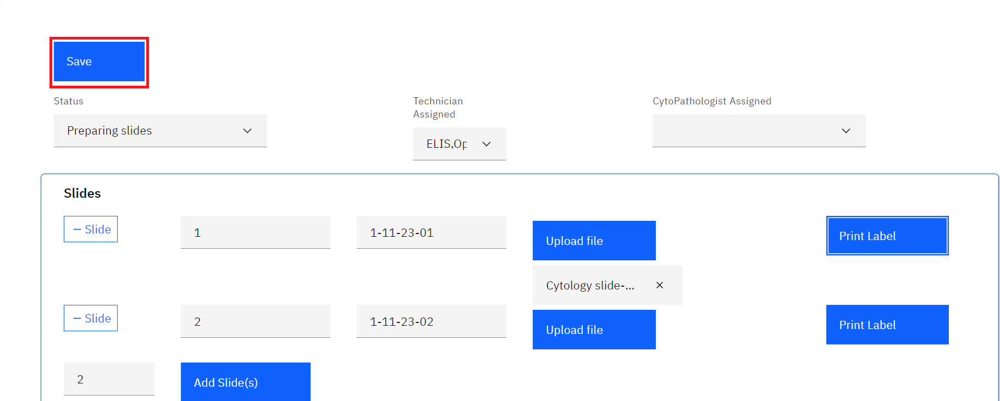 Save
Status
Technician
Assigned
CytoPathologist Assigned
Preparing slides
ELIS,Op
Slides
— Slide
1
1-11-23-01
Upload file
Print Label
Cytology slide-...
— Slide
2
1-11-23-02
Upload file
Print Label
2
Add Slide(s)